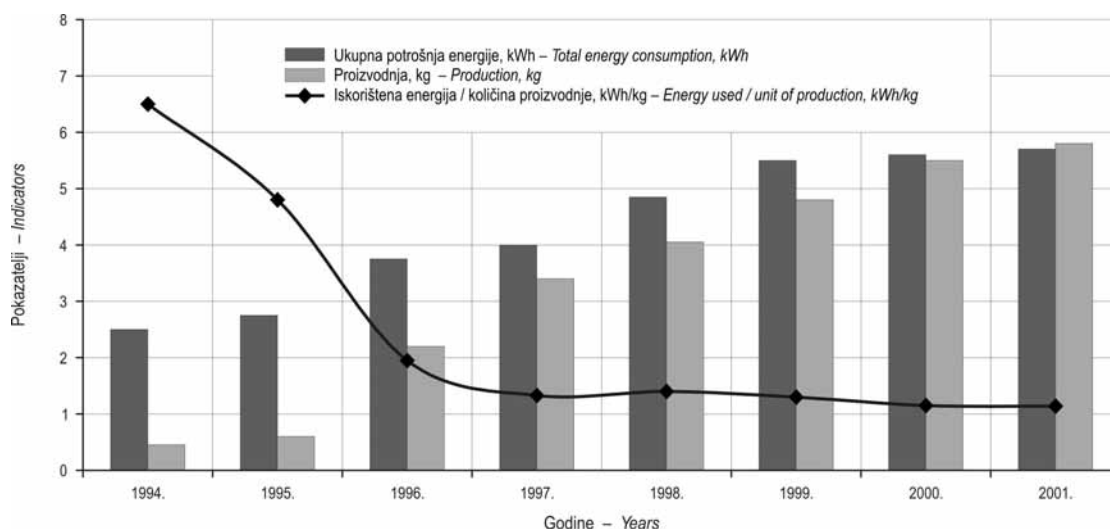 8
7
6
5
4
3
2
1
0
Pokazatelji – Indicators
Ukupna potrošnja energije, kWh – Total energy consumption, kWh
Proizvodnja, kg – Production, kg
Iskorištena energija / količina proizvodnje, kWh/kg – Energy used / unit of production, kWh/kg
1994. 1995. 1996. 1997. 1998. 1999. 2000. 2001.
Godine – Years